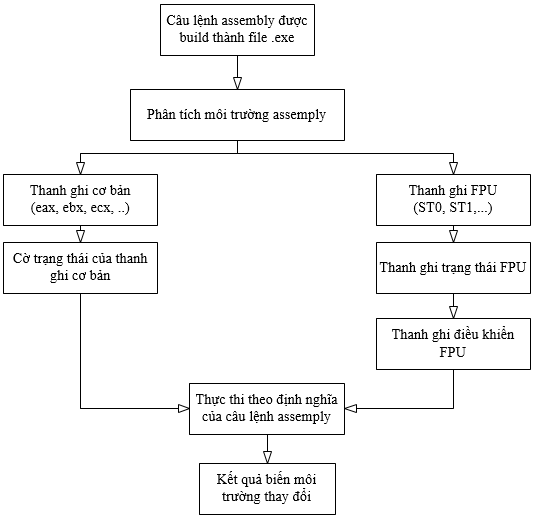 Câu lệnh assembly được
build thành file .exe
Phân tích môi trường assemply
Thanh ghi cơ bản
(eax, ebx, ecx, ..)
Cờ trạng thái của thanh
ghi cơ bản
Thanh ghi FPU
(ST0, ST1,...)
Thanh ghi trạng thái FPU
Thanh ghi điều khiển
FPU
Thực thi theo định nghĩa
của câu lệnh assemply
Kết quả biến môi
trường thay đổi